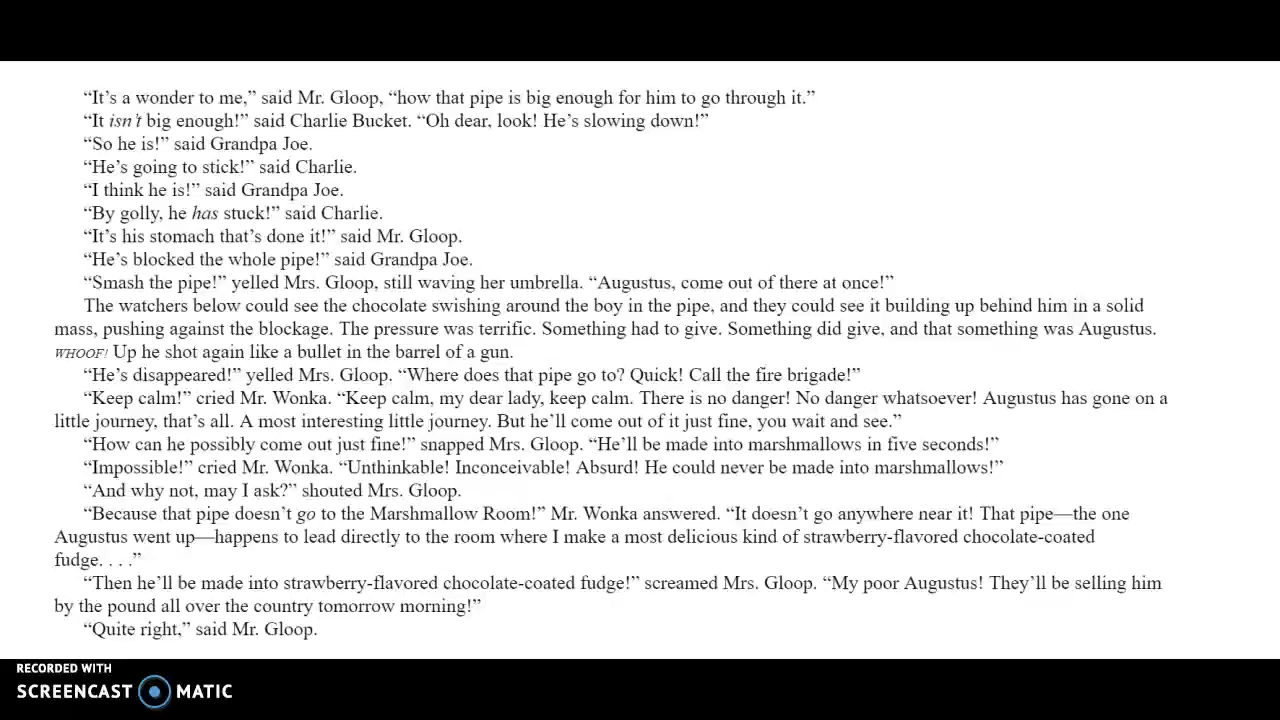 “It’s a wonder to me,” said Mr. Gloop, “how that pipe is big enough for him to go through it.”
“It isn’t big enough!” said Charlie Bucket. “Oh dear, look! He’s slowing down!”
“So he is!” said Grandpa Joe.
“He’s going to stick!” said Charlie.
“I think he is!” said Grandpa Joe.
“By golly, he has stuck!” said Charlie.
“It’s his stomach that’s done it!” said Mr. Gloop.
“He’s blocked the whole pipe!” said Grandpa Joe.
“Smash the pipe!” yelled Mrs. Gloop, still waving her umbrella. “Augustus, come out of there at once!”
The watchers below could see the chocolate swishing around the boy in the pipe, and they could see it building up behind him in a solid
mass, pushing against the blockage. The pressure was terrific. Something had to give. Something did give, and that something was Augustus.
WHOOF! Up he shot again like a bullet in the barrel of a gun.
“He’s disappeared!” yelled Mrs. Gloop. “Where does that pipe go to? Quick! Call the fire brigade!”
“Keep calm!” cried Mr. Wonka. “Keep calm, my dear lady, keep calm. There is no danger! No danger whatsoever! Augustus has gone on a
little journey, that’s all. A most interesting little journey. But he’ll come out of it just fine, you wait and see.”
“How can he possibly come out just fine!” snapped Mrs. Gloop. “He’ll be made into marshmallows in five seconds!”
“Impossible!” cried Mr. Wonka. “Unthinkable! Inconceivable! Absurd! He could never be made into marshmallows!”
“And why not, may I ask?” shouted Mrs. Gloop.
“Because that pipe doesn’t go to the Marshmallow Room!” Mr. Wonka answered. “It doesn’t go anywhere near it! That pipe—the one
Augustus went up—happens to lead directly to the room where I make a most delicious kind of strawberry-flavored chocolate-coated
fudge. . . .”
“Then he’ll be made into strawberry-flavored chocolate-coated fudge!” screamed Mrs. Gloop. “My poor Augustus! They’ll be selling him
by the pound all over the country tomorrow morning!”
“Quite right,” said Mr. Gloop.
RECORDED WITH
SCREENCAST MATIC